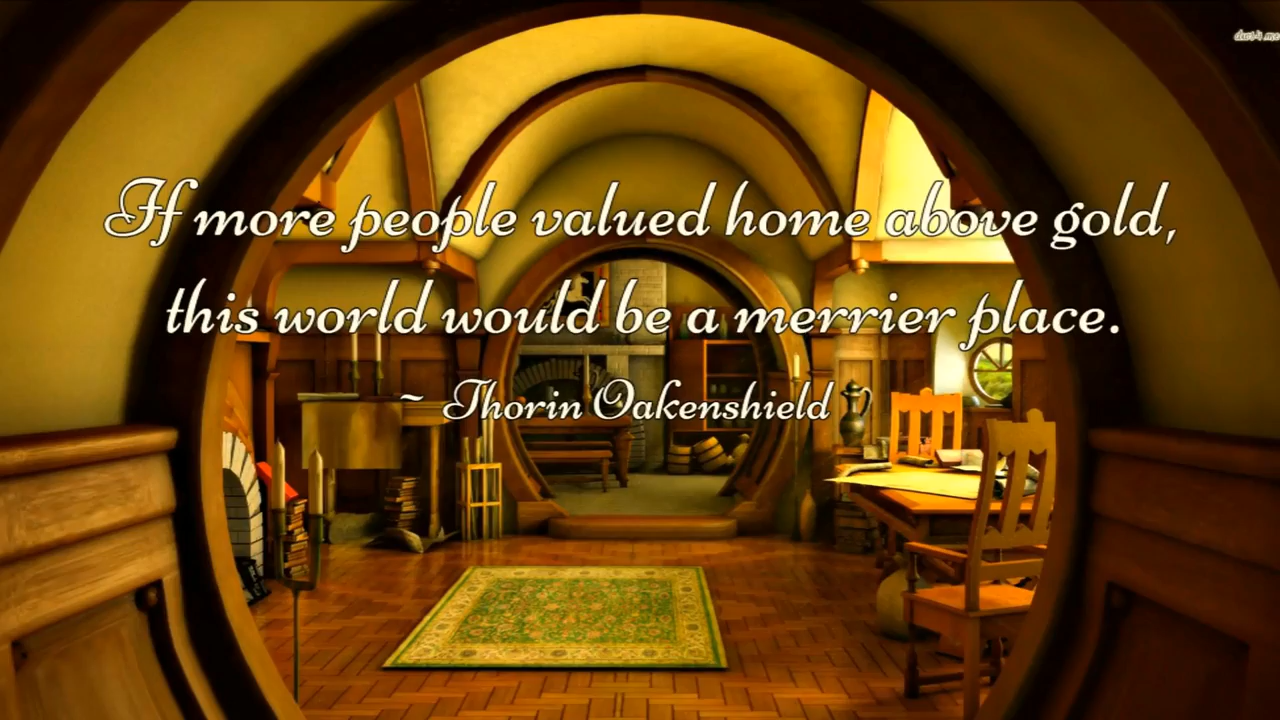 If more people valued home above gold,
this world would be a merrier place.
~ Thorin Oakenshield